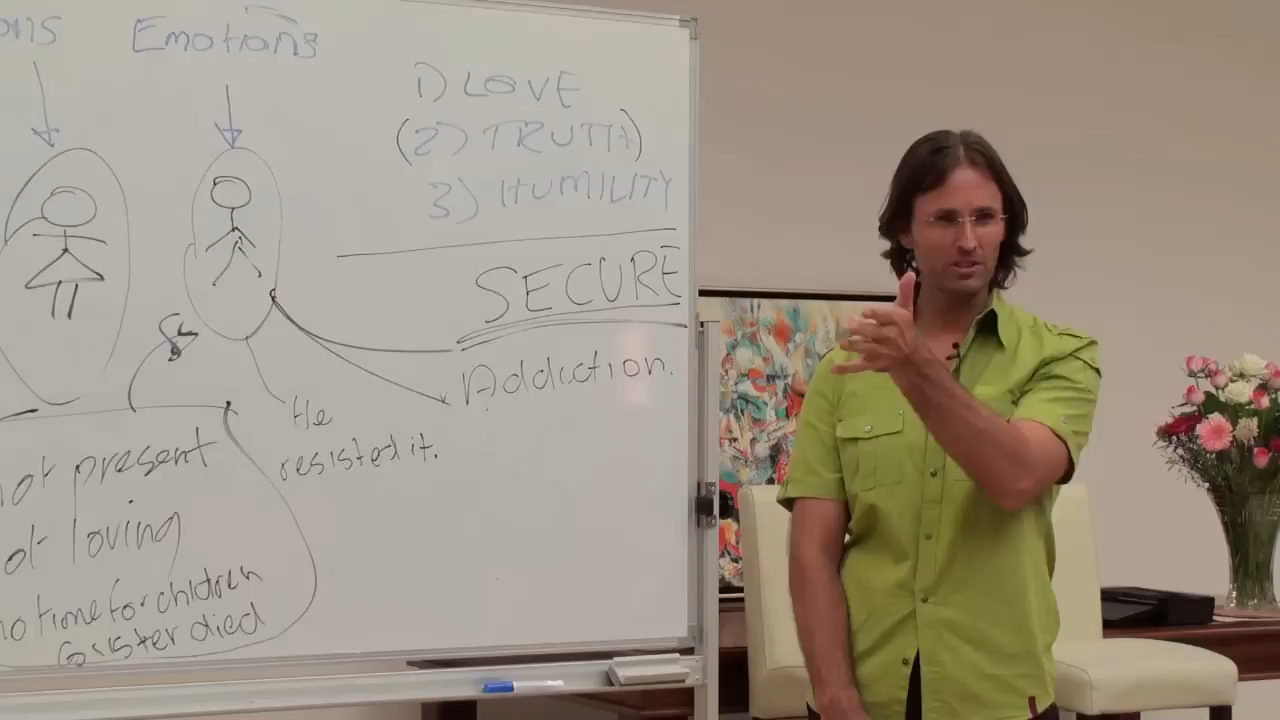 ons Emotions
1) LOVE
(2) TRUTH)
3) HUMILITY
SECURE
Addiction.
He
resisted it.
not present
not loving
no time for children
sister died